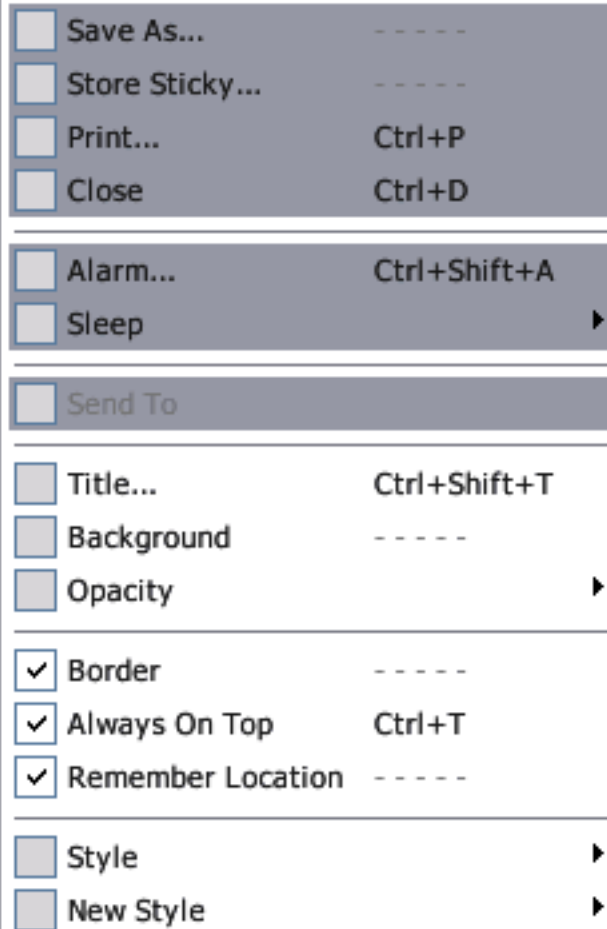 Save As... - - - - -
Store Sticky... - - - - -
Print... Ctrl+P
Close Ctrl+D
Alarm... Ctrl+Shift+A
Sleep
Send To
Title... Ctrl+Shift+T
Background - - - - -
Opacity
Border - - - - -
Always On Top Ctrl+T
Remember Location - - - - -
Style
New Style